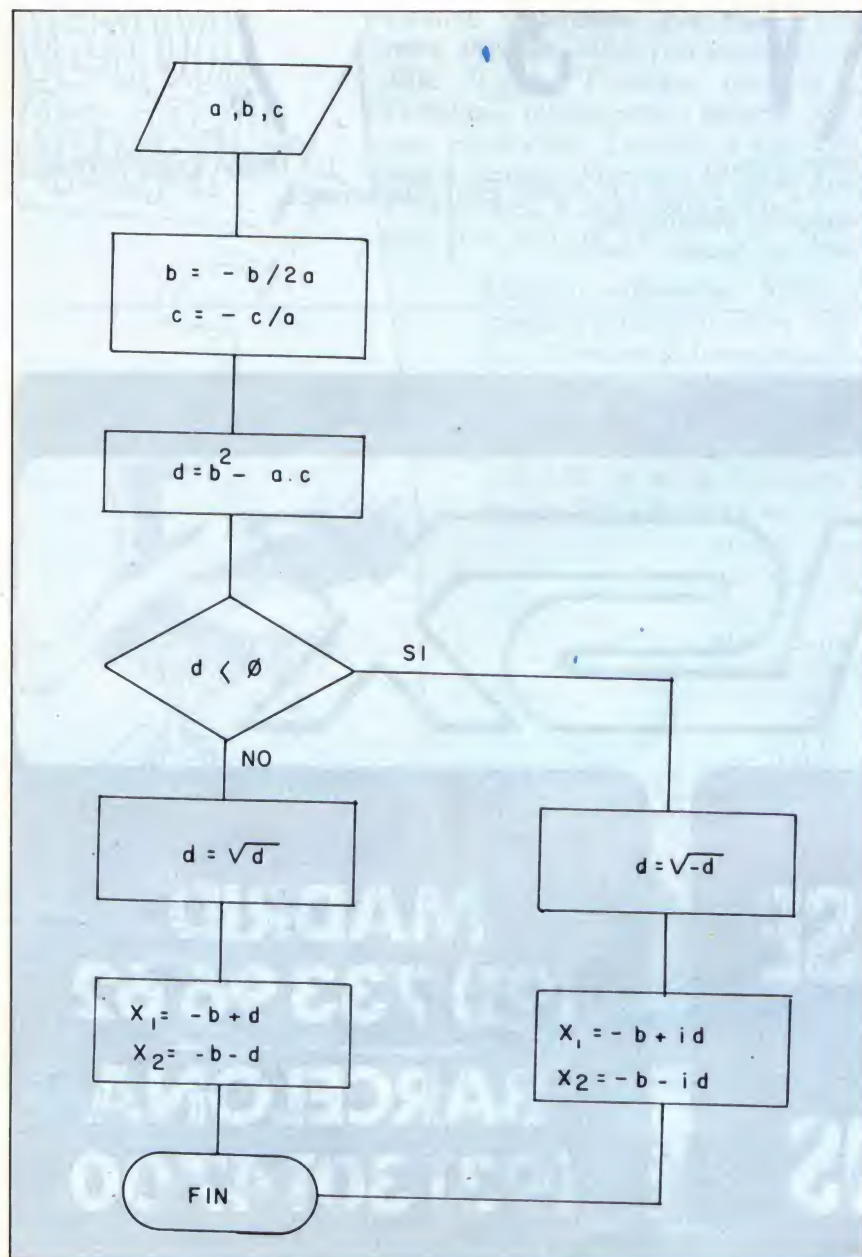 a , b , c
b = - b / 2 a
c = - c / a
d = b² - a . c
d < Ø
SI
NO
d = √d
d = √-d
X₁ = - b + d
X₂ = - b - d
X₁ = - b + i d
X₂ = - b - i d
FIN